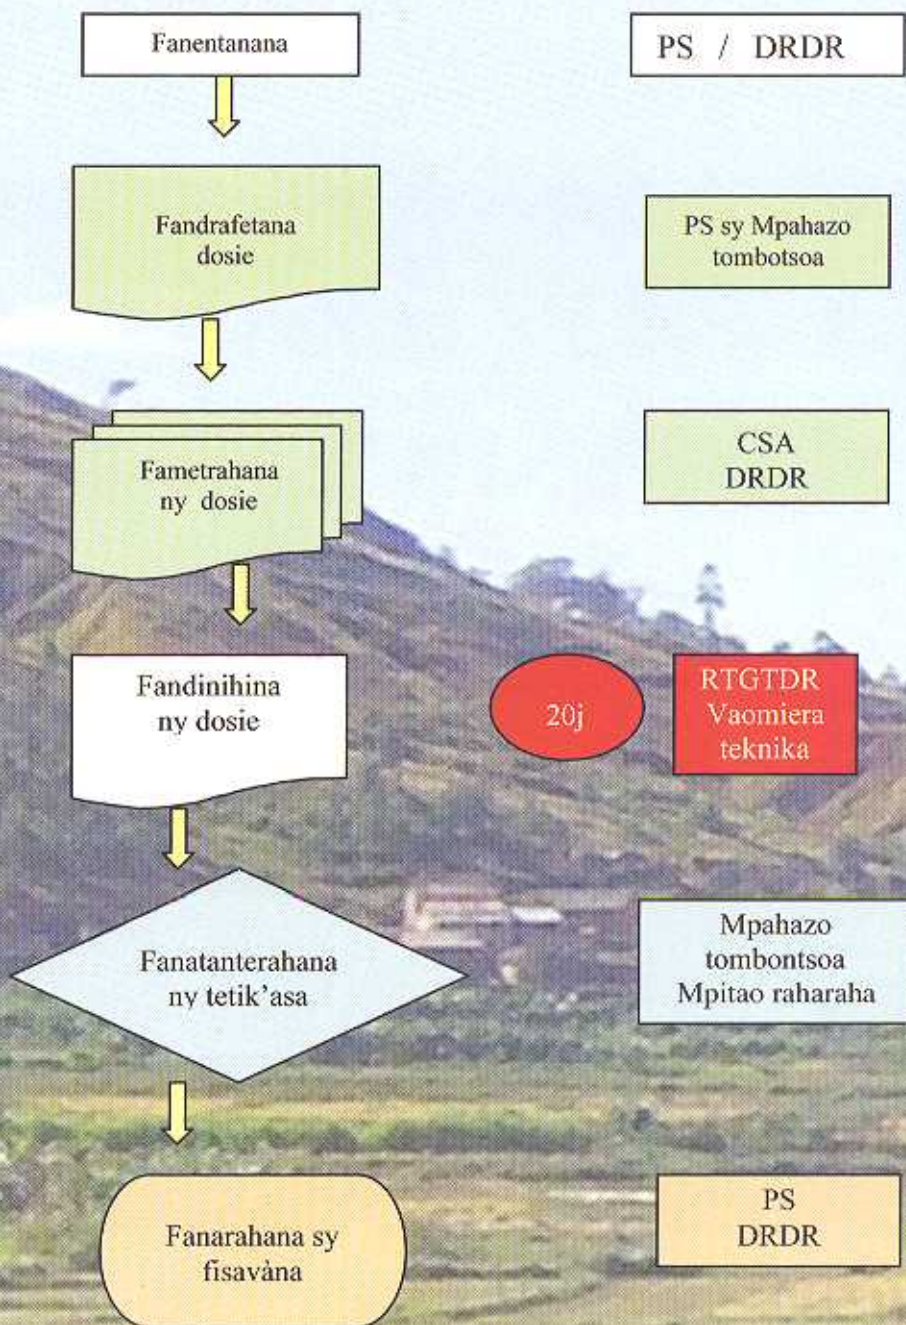 Fanentanana
PS / DRDR
Fandrafetana
dosie
PS sy Mpahazo
tombotsoa
Fametrahana
ny dosie
CSA
DRDR
Fandinihina
ny dosie
20j
RTGTDR
Vaomiera
teknika
Fanatanterahana
ny tetik’asa
Mpahazo
tombontsoa
Mpitao raharaha
Fanarahana sy
fisavàna
PS
DRDR